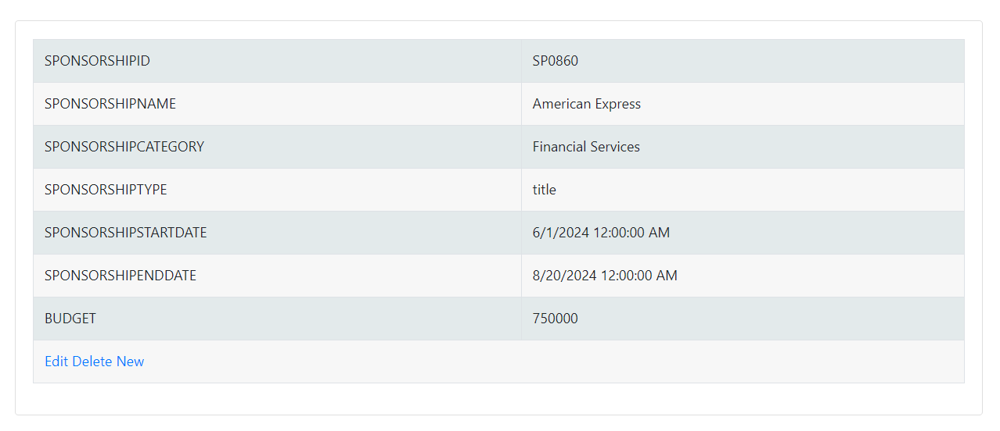 SPONSORSHIPID SP0860
SPONSORSHIPNAME American Express
SPONSORSHIPCATEGORY Financial Services
SPONSORSHIPTYPE title
SPONSORSHIPSTARTDATE 6/1/2024 12:00:00 AM
SPONSORSHIPENDDATE 8/20/2024 12:00:00 AM
BUDGET 750000
Edit Delete New